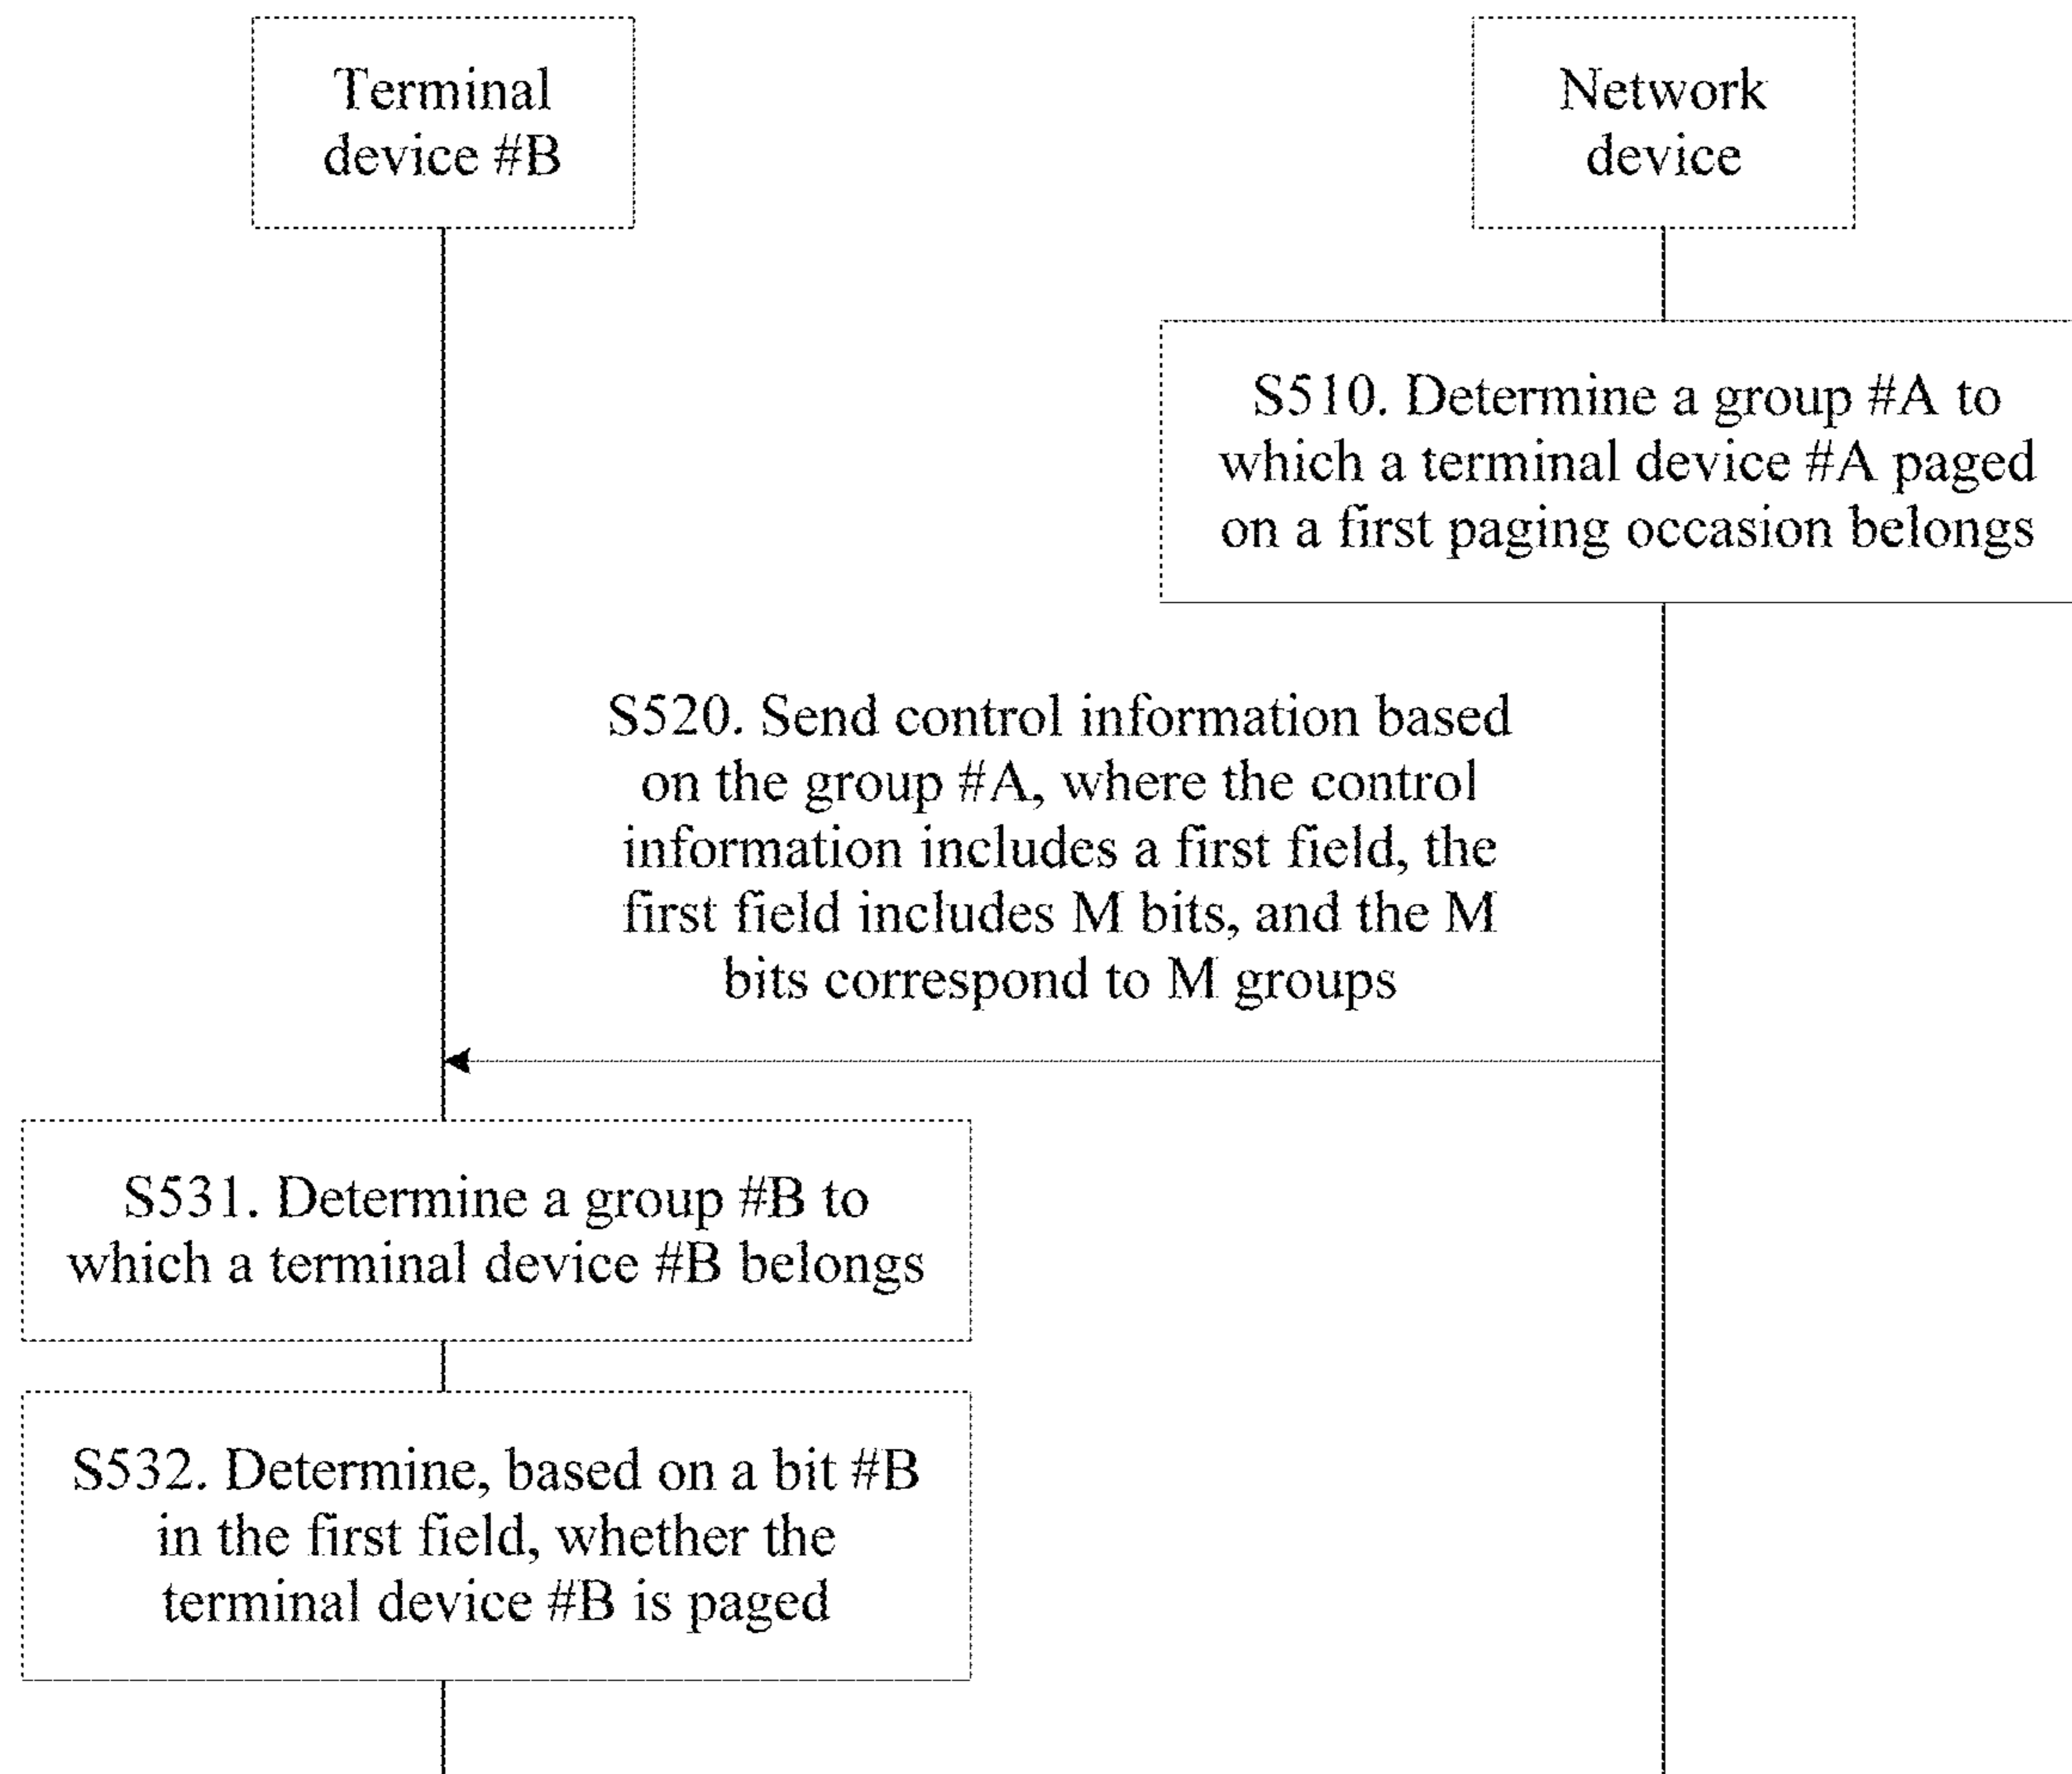 Terminal
device #B
Network
device
S510. Determine a group #A to
which a terminal device #A paged
on a first paging occasion belongs
S520. Send control information based
on the group #A, where the control
information includes a first field, the
first field includes M bits, and the M
bits correspond to M groups
S531. Determine a group #B to
which a terminal device #B belongs
S532. Determine, based on a bit #B
in the first field, whether the
terminal device #B is paged